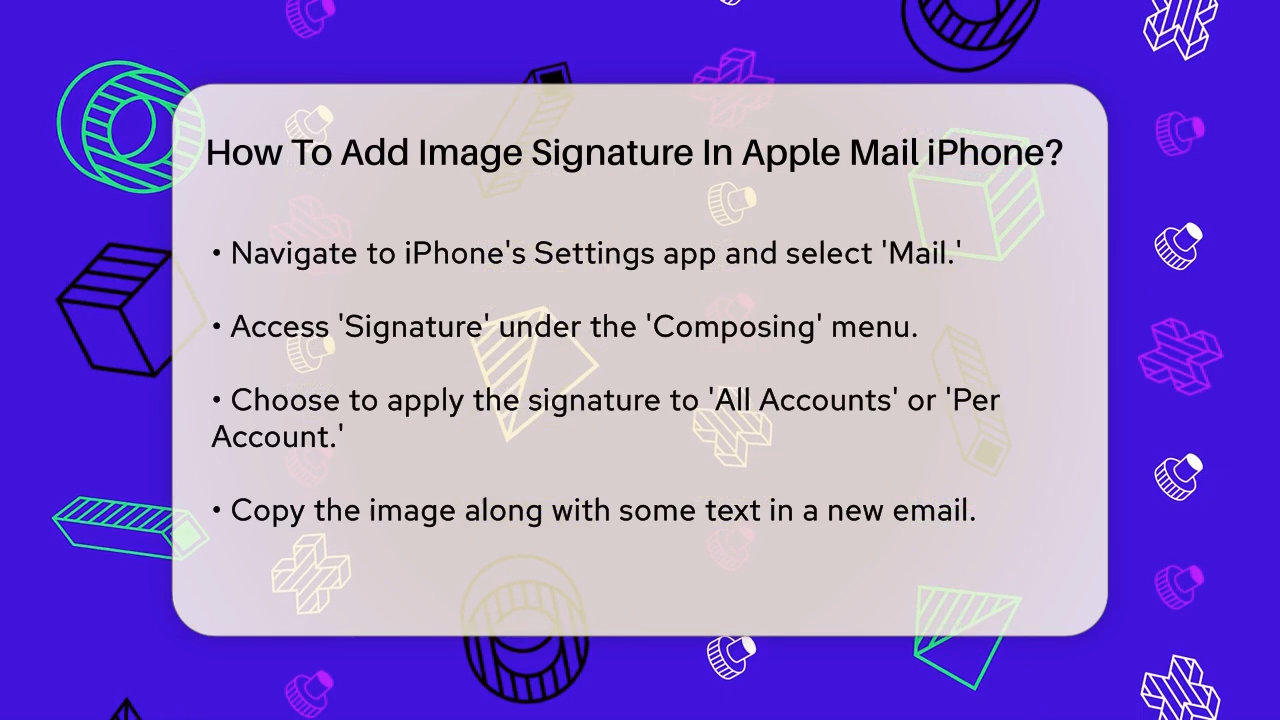 How To Add Image Signature In Apple Mail iPhone?
• Navigate to iPhone's Settings app and select 'Mail.'
• Access 'Signature' under the 'Composing' menu.
• Choose to apply the signature to 'All Accounts' or 'Per
Account.'
• Copy the image along with some text in a new email.